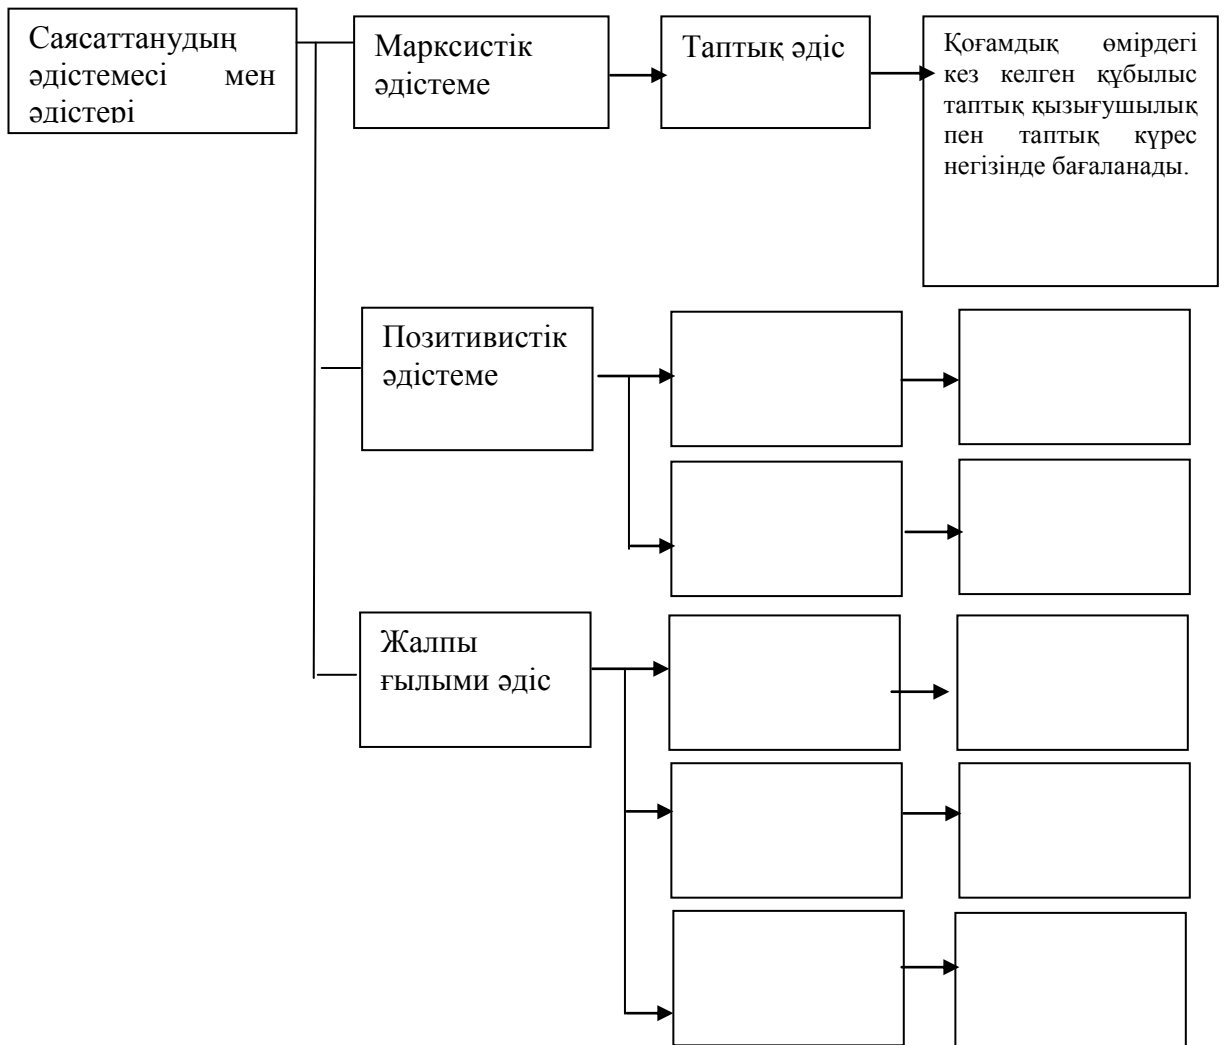 Саясаттанудың
әдістемесі мен
әдістері
Марксистік
әдістеме
Таптық әдіс
Қоғамдық өмірдегі
кез келген құбылыс
таптық қызығушылық
пен таптық күрес
негізінде бағаланады.
Позитивистік
әдістеме
Жалпы
ғылыми әдіс